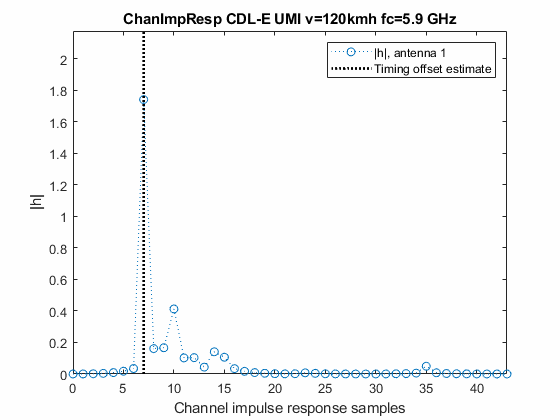 ChanImpResp CDL-E UMI v=120kmh fc=5.9 GHz
|h|, antenna 1
Timing offset estimate
2
1.8
1.6
1.4
1.2
1
0.8
0.6
0.4
0.2
0
|h|
0 5 10 15 20 25 30 35 40
Channel impulse response samples